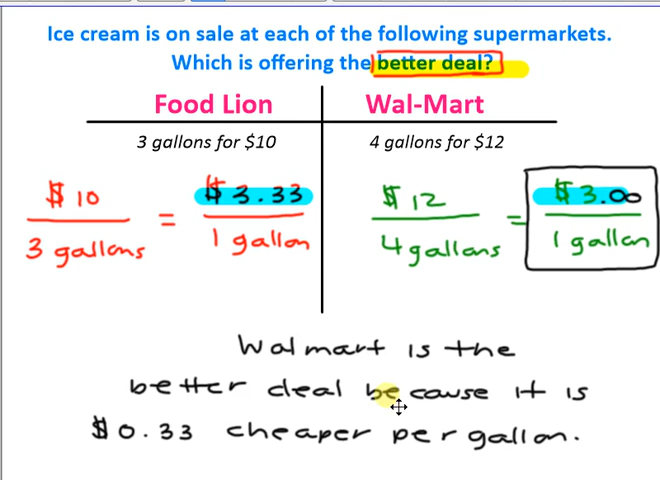 Ice cream is on sale at each of the following supermarkets.
Which is offering the better deal?
Food Lion
3 gallons for $10
$10 / 3 gallons = $3.33 / 1 gallon
Wal-Mart
4 gallons for $12
$12 / 4 gallons = $3.00 / 1 gallon
Walmart is the
better deal because it is
$0.33 cheaper per gallon.